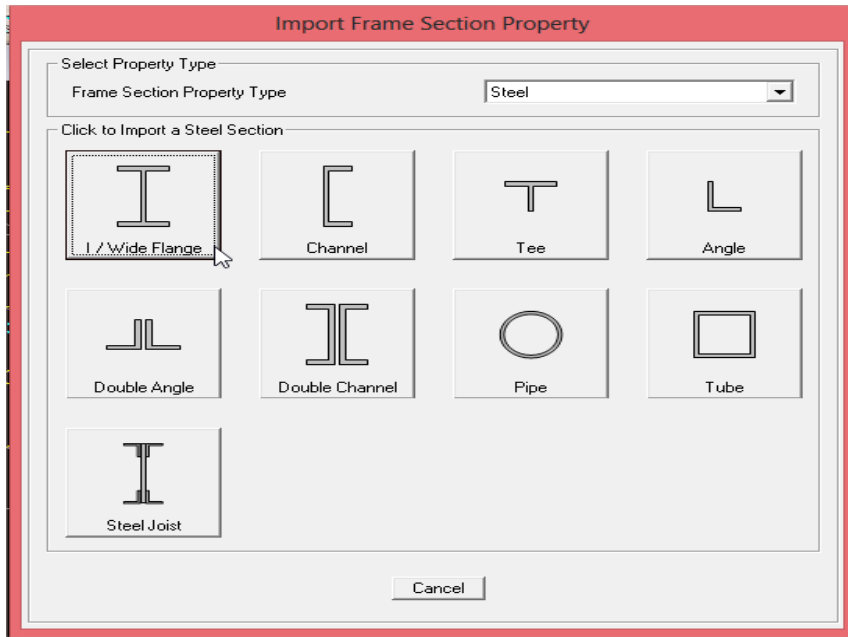 Import Frame Section Property
Select Property Type
Frame Section Property Type Steel
Click to Import a Steel Section
I / Wide Flange Channel Tee Angle
Double Angle Double Channel Pipe Tube
Steel Joist
Cancel